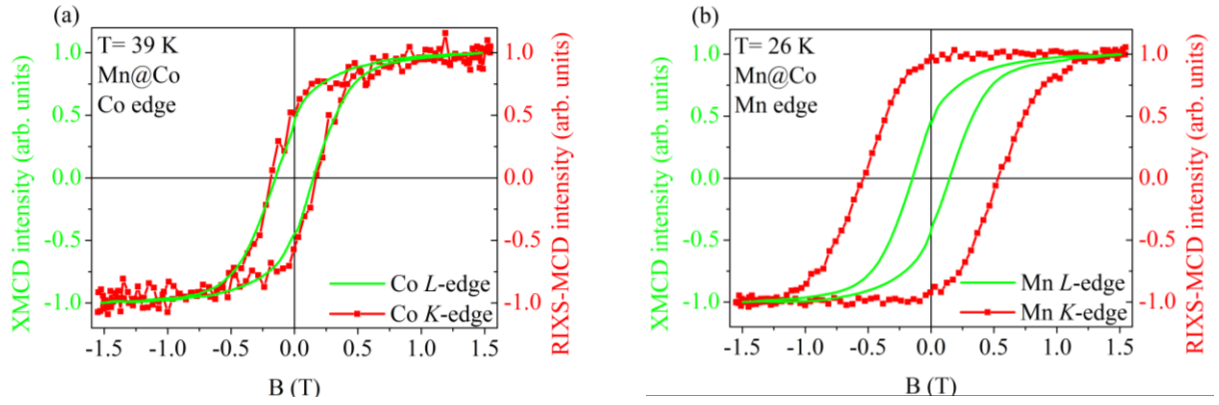 (a)
T= 39 K
Mn@Co
Co edge
XMCD intensity (arb. units)
1.0
0.5
0.0
-0.5
-1.0
1.0
0.5
0.0
-0.5
-1.0
RIXS-MCD intensity (arb. units)
Co L-edge
Co K-edge
-1.5 -1.0 -0.5 0.0 0.5 1.0 1.5
B (T)
(b)
T= 26 K
Mn@Co
Mn edge
XMCD intensity (arb. units)
1.0
0.5
0.0
-0.5
-1.0
1.0
0.5
0.0
-0.5
-1.0
RIXS-MCD intensity (arb. units)
Mn L-edge
Mn K-edge
-1.5 -1.0 -0.5 0.0 0.5 1.0 1.5
B (T)